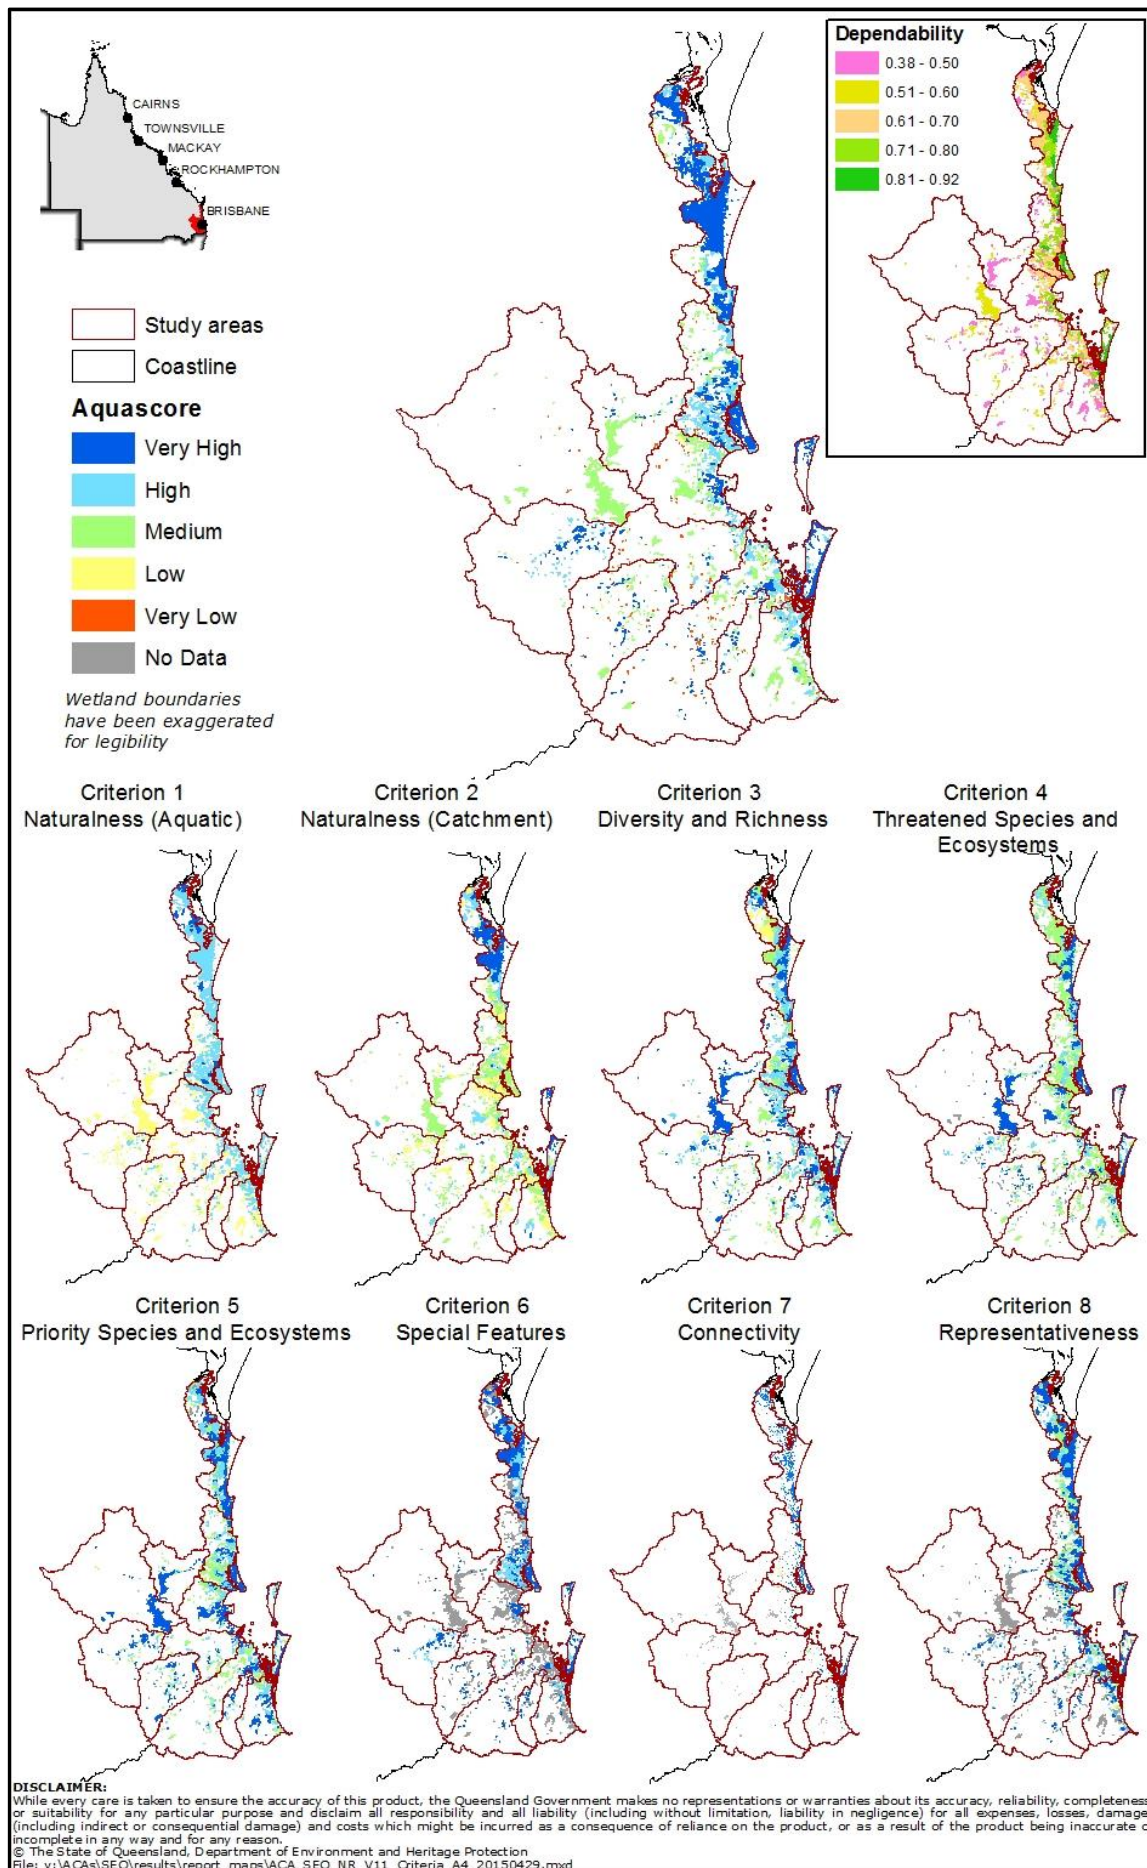 CAIRNS
TOWNSVILLE
MACKAY
ROCKHAMPTON
BRISBANE
Study areas
Coastline
Aquascore
Very High
High
Medium
Low
Very Low
No Data
Wetland boundaries
have been exaggerated
for legibility
Dependability
0.38 - 0.50
0.51 - 0.60
0.61 - 0.70
0.71 - 0.80
0.81 - 0.92
Criterion 1
Naturalness (Aquatic)
Criterion 2
Naturalness (Catchment)
Criterion 3
Diversity and Richness
Criterion 4
Threatened Species and
Ecosystems
Criterion 5
Priority Species and Ecosystems
Criterion 6
Special Features
Criterion 7
Connectivity
Criterion 8
Representativeness
DISCLAIMER:
While every care is taken to ensure the accuracy of this product, the Queensland Government makes no representations or warranties about its accuracy, reliability, completeness
or suitability for any particular purpose and disclaim all responsibility and all liability (including without limitation, liability in negligence) for all expenses, losses, damage
(including indirect or consequential damage) and costs which might be incurred as a consequence of reliance on the product, or as a result of the product being inaccurate o
incomplete in any way and for any reason.
© The State of Queensland, Department of Environment and Heritage Protection
File: y:\ACAs\SEQ\results\report_maps\ACA_SEQ_NR_V11_Criteria_A4_20150429.mxd